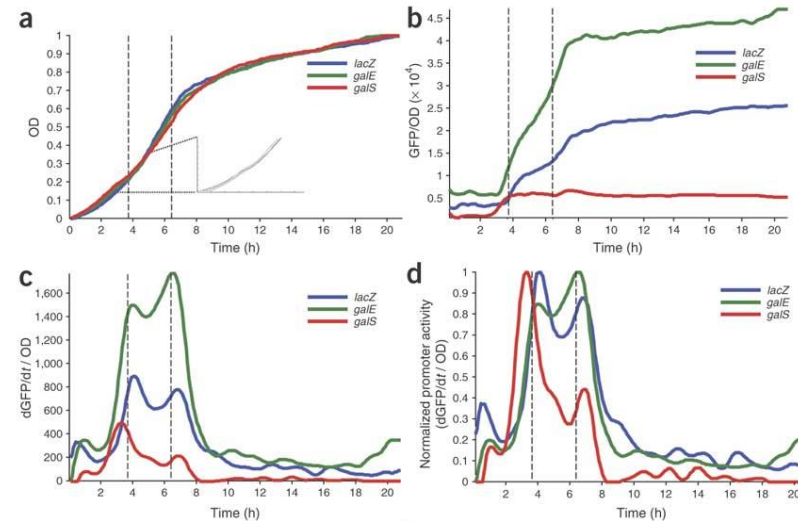 a
1
0.9
0.8
0.7
0.6
0.5
0.4
0.3
0.2
0.1
0
OD
lacZ
galE
galS
0 2 4 6 8 10 12 14 16 18 20
Time (h)
b
4.5
4
3.5
3
2.5
2
1.5
1
0.5
GFP/OD (× 10⁴)
lacZ
galE
galS
2 4 6 8 10 12 14 16 18 20
Time (h)
c
1,600
1,400
1,200
1,000
800
600
400
200
0
dGFP/dt / OD
lacZ
galE
galS
0 2 4 6 8 10 12 14 16 18 20
Time (h)
d
1
0.9
0.8
0.7
0.6
0.5
0.4
0.3
0.2
0.1
0
Normalized promoter activity
(dGFP/dt / OD)
lacZ
galE
galS
2 4 6 8 10 12 14 16 18 20
Time (h)